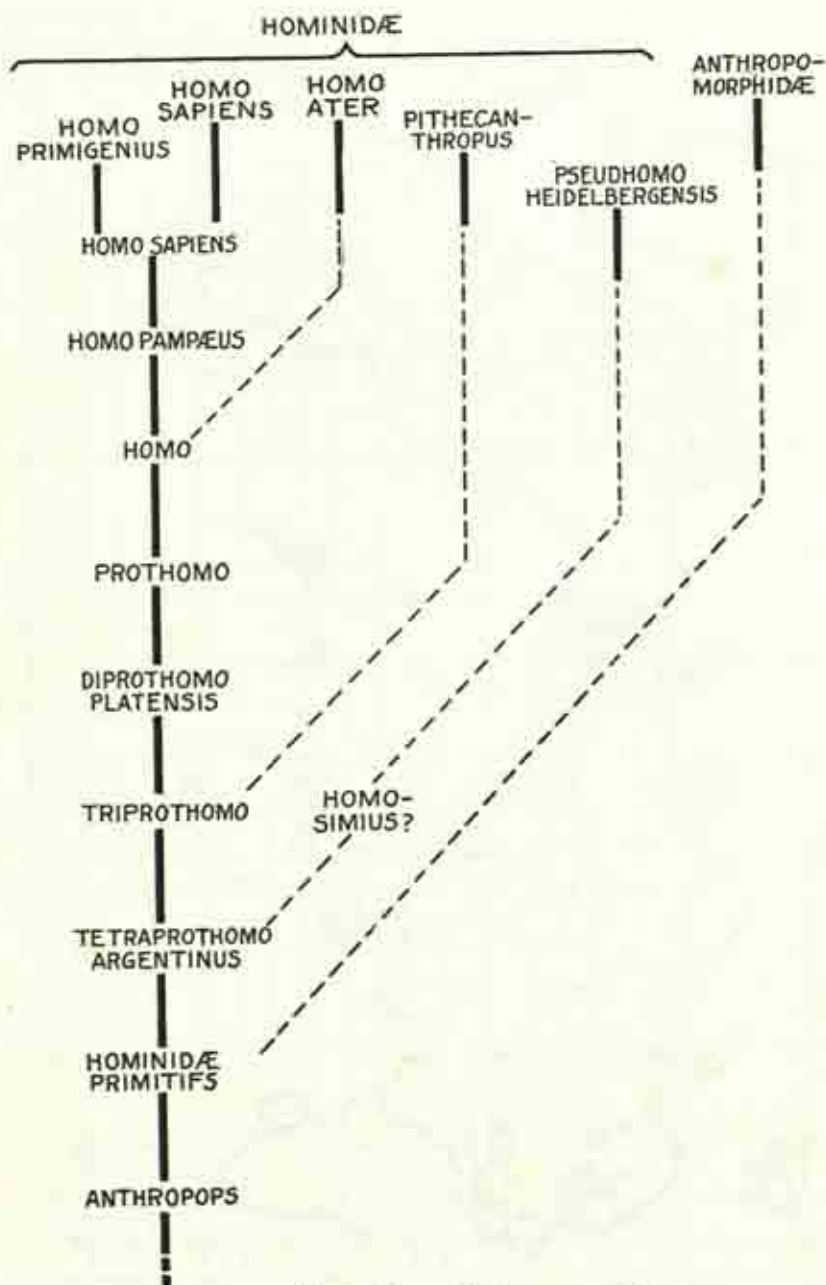 HOMINIDÆ
HOMO
SAPIENS
HOMO
ATER
ANTHROPO-
MORPHIDÆ
HOMO
PRIMIGENIUS
PITHECAN-
THROPUS
PSEUDHOMO
HEIDELBERGENSIS
HOMO SAPIENS
HOMO PAMPÆUS
HOMO
PROTHOMO
DIPROTHOMO
PLATENSIS
TRIPROTHOMO
HOMO-
SIMIUS?
TETRAPROTHOMO
ARGENTINUS
HOMINIDÆ
PRIMITIFS
ANTHROPOPS